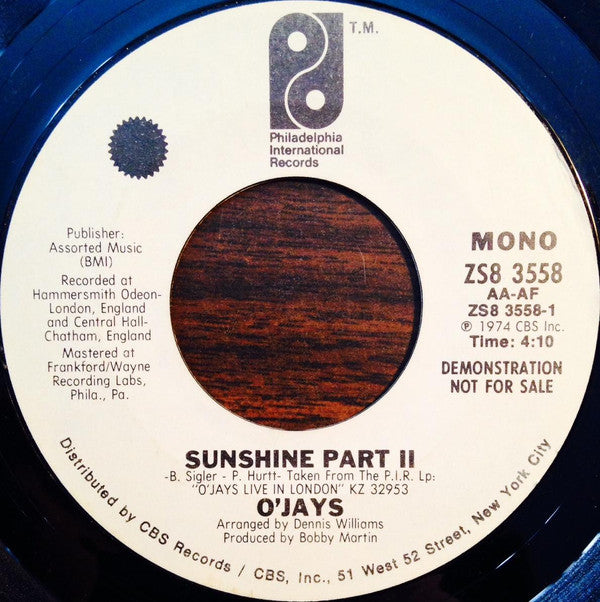 T.M.
Philadelphia
International
Records
Publisher:
Assorted Music
(BMI)
Recorded at
Hammersmith Odeon-
London, England
and Central Hall-
Chatham, England
Mastered at
Frankford/Wayne
Recording Labs,
Phila., Pa.
MONO
ZS8 3558
AA-AF
ZS8 3558-1
℗ 1974 CBS Inc.
Time: 4:10
DEMONSTRATION
NOT FOR SALE
SUNSHINE PART II
-B. Sigler - P. Hurtt- Taken From The P.I.R. Lp:
"O'JAYS LIVE IN LONDON" KZ 32953
O'JAYS
Arranged by Dennis Williams
Produced by Bobby Martin
Distributed by CBS Records / CBS, Inc., 51 West 52 Street, New York City